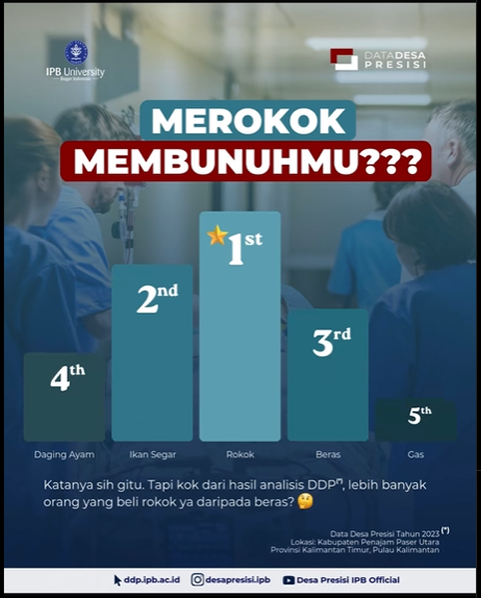 IPB University
Bogor Indonesia
DATADESA
PRESISI
MEROKOK
MEMBUNUHMU???
1st
2nd
3rd
4th
5th
Daging Ayam
Ikan Segar
Rokok
Beras
Gas
Katanya sih gitu. Tapi kok dari hasil analisis DDP(*), lebih banyak
orang yang beli rokok ya daripada beras? 🤔
Data Desa Presisi Tahun 2023 (*)
Lokasi: Kabupaten Penajam Paser Utara
Provinsi Kalimantan Timur, Pulau Kalimantan
ddp.ipb.ac.id
desapresisi.ipb
Desa Presisi IPB Official